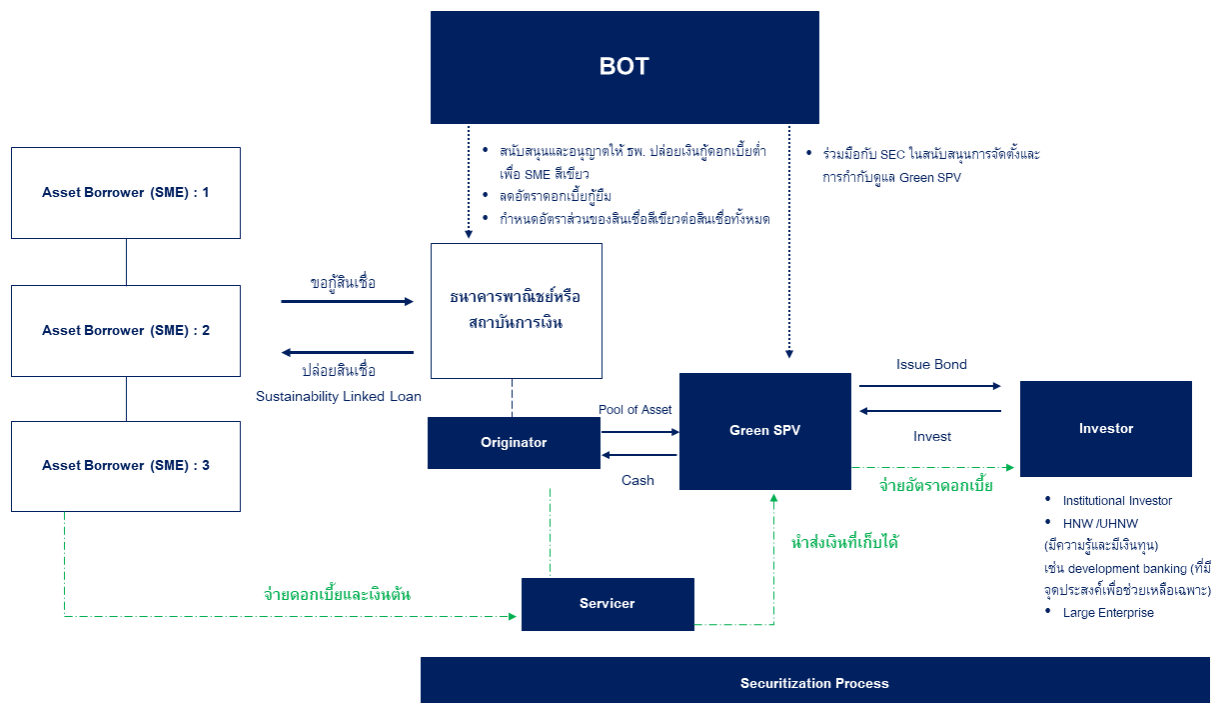 BOT
• สนับสนุนและอนุญาตให้ ธพ. ปล่อยเงินกู้ดอกเบี้ยต่ำ
เพื่อ SME สีเขียว
• ลดอัตราดอกเบี้ยกู้ยืม
• กำหนดอัตราส่วนของสินเชื่อสีเขียวต่อสินเชื่อทั้งหมด
• ร่วมมือกับ SEC ในสนับสนุนการจัดตั้งและ
การกำกับดูแล Green SPV
Asset Borrower (SME) : 1
Asset Borrower (SME) : 2
Asset Borrower (SME) : 3
ขอกู้สินเชื่อ
ปล่อยสินเชื่อ
Sustainability Linked Loan
ธนาคารพาณิชย์หรือ
สถาบันการเงิน
Originator
Pool of Asset
Cash
Green SPV
Issue Bond
Invest
Investor
จ่ายอัตราดอกเบี้ย
• Institutional Investor
• HNW /UHNW
(มีความรู้และมีเงินทุน)
เช่น development banking (ที่มี
จุดประสงค์เพื่อช่วยเหลือเฉพาะ)
• Large Enterprise
นำส่งเงินที่เก็บได้
จ่ายดอกเบี้ยและเงินต้น
Servicer
Securitization Process